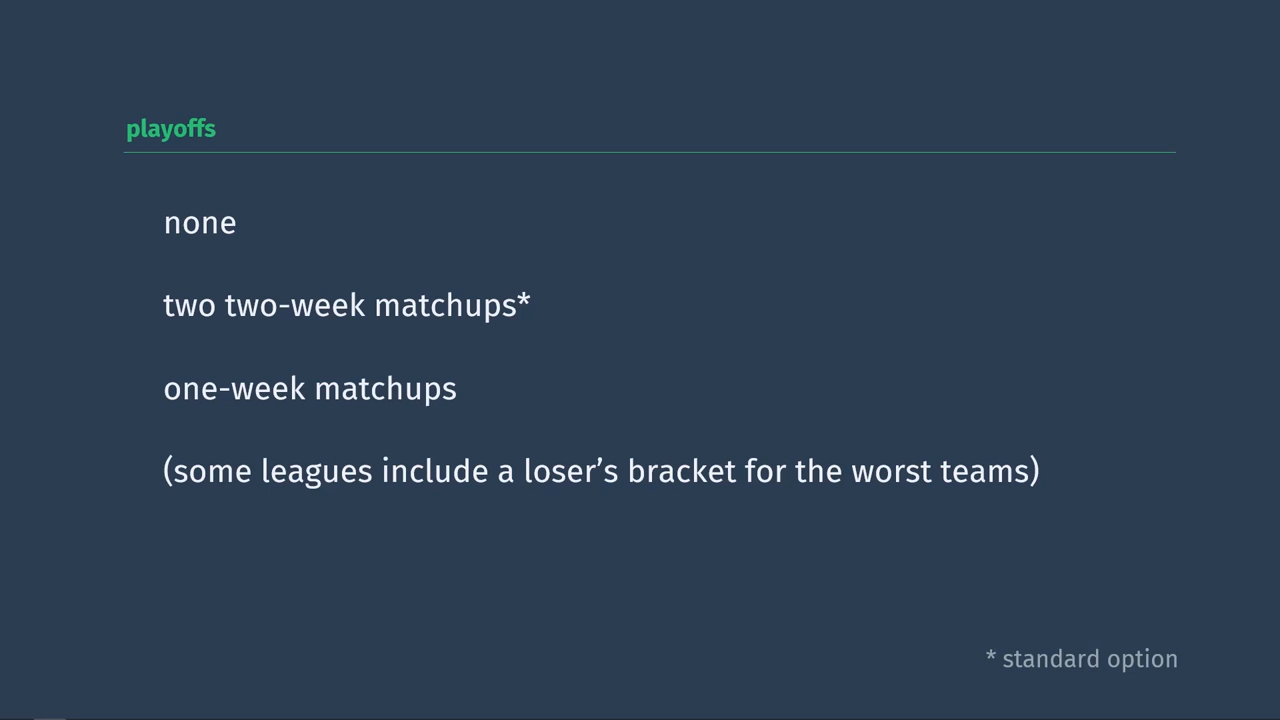 playoffs
none
two two-week matchups*
one-week matchups
(some leagues include a loser’s bracket for the worst teams)
* standard option